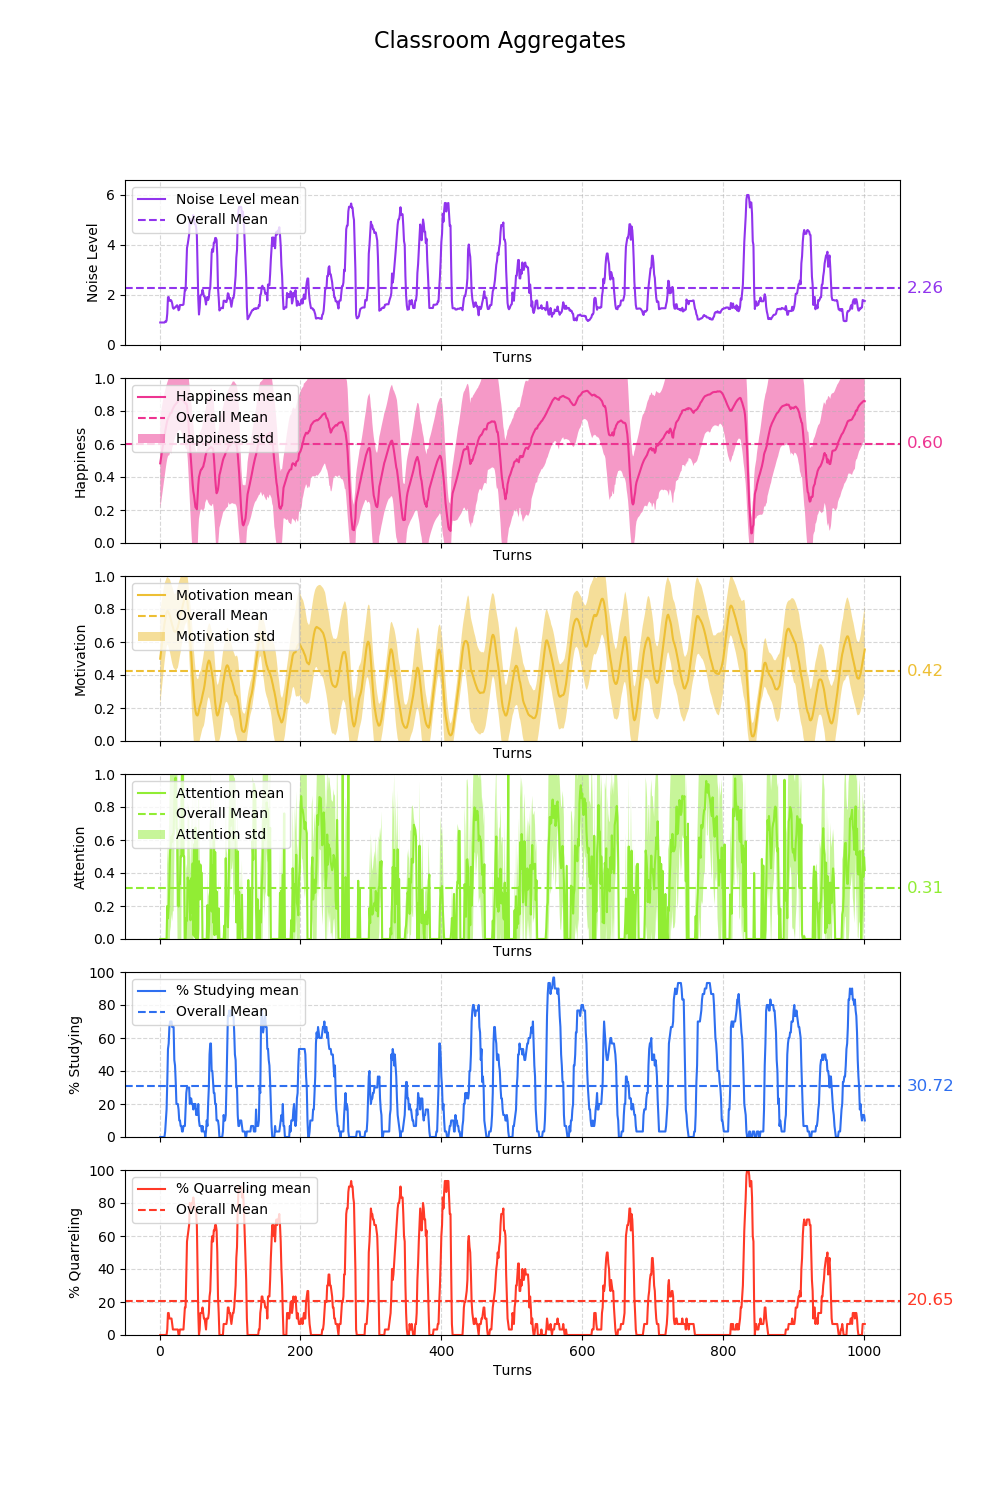 Classroom Aggregates
Noise Level
6
4
2
0
Noise Level mean
Overall Mean
2.26
Turns
Happiness
1.0
0.8
0.6
0.4
0.2
0.0
Happiness mean
Overall Mean
Happiness std
0.60
Turns
Motivation
1.0
0.8
0.6
0.4
0.2
0.0
Motivation mean
Overall Mean
Motivation std
0.42
Turns
Attention
1.0
0.8
0.6
0.4
0.2
0.0
Attention mean
Overall Mean
Attention std
0.31
Turns
% Studying
100
80
60
40
20
0
% Studying mean
Overall Mean
30.72
Turns
% Quarreling
100
80
60
40
20
0
% Quarreling mean
Overall Mean
20.65
0 200 400 600 800 1000
Turns